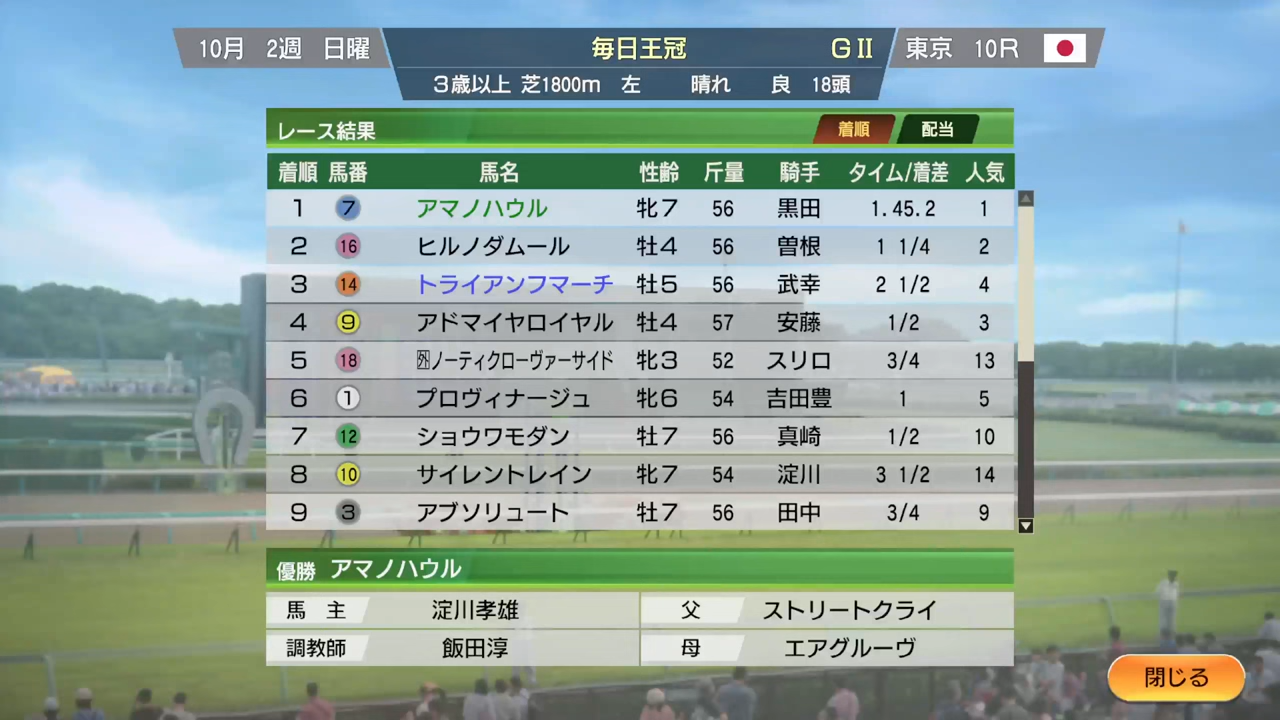 10月 2週 日曜 毎日王冠 GⅡ 東京 10R
3歳以上 芝1800m 左 晴れ 良 18頭
レース結果 着順 配当
着順 馬番 馬名 性齢 斤量 騎手 タイム/着差 人気
1 7 アマノハウル 牝7 56 黒田 1.45.2 1
2 16 ヒルノダムール 牡4 56 曽根 1 1/4 2
3 14 トライアンフマーチ 牡5 56 武幸 2 1/2 4
4 9 アドマイヤロイヤル 牡4 57 安藤 1/2 3
5 18 外 ノーティクローヴァーサイド 牝3 52 スリロ 3/4 13
6 1 プロヴィナージュ 牝6 54 吉田豊 1 5
7 12 ショウワモダン 牡7 56 真崎 1/2 10
8 10 サイレントレイン 牝7 54 淀川 3 1/2 14
9 3 アブソリュート 牡7 56 田中 3/4 9
優勝 アマノハウル
馬主 淀川孝雄 父 ストリートクライ
調教師 飯田淳 母 エアグルーヴ
閉じる